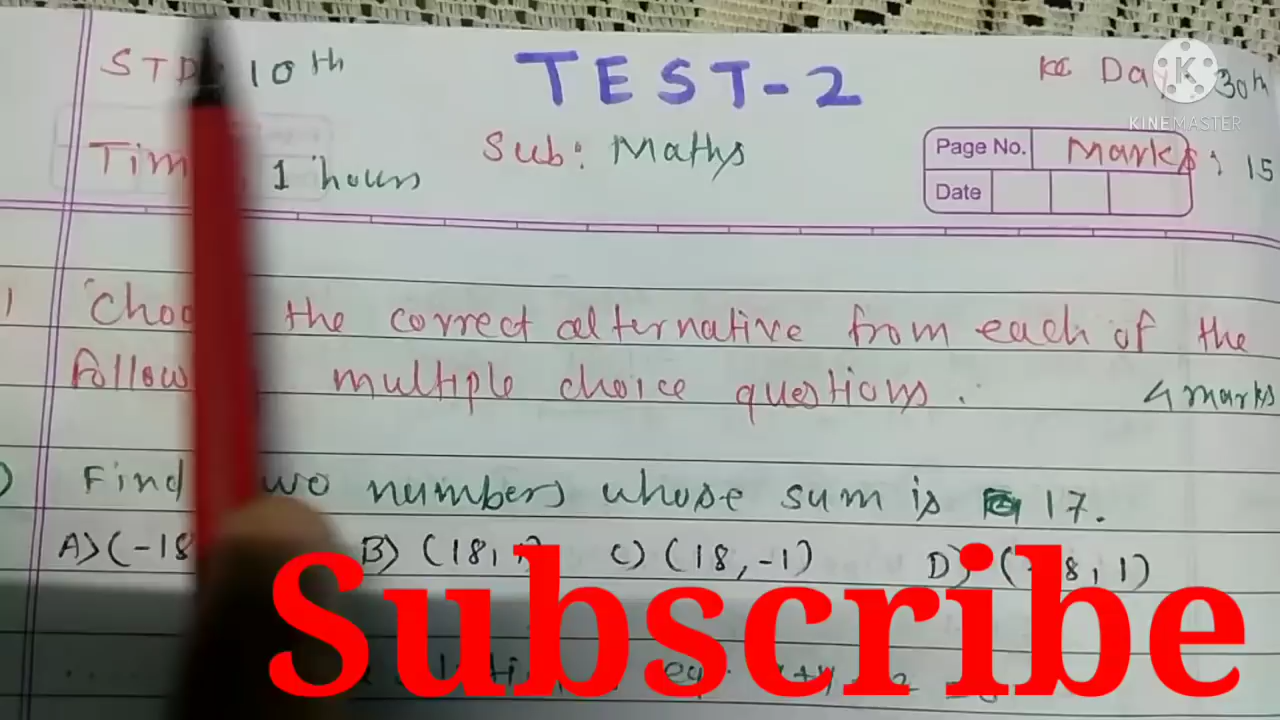 STD: 10th
TEST-2
Day 30th
K
KINEMASTER
1 hours
Sub: Maths
Page No.
Marks: 15
Date
1 the correct alternative from each of the
multiple choice questions. 4 marks
Find numbers whose sum is 17.
A) (-18 B) (18, C) (18, -1) D) 8, 1)
Subscribe